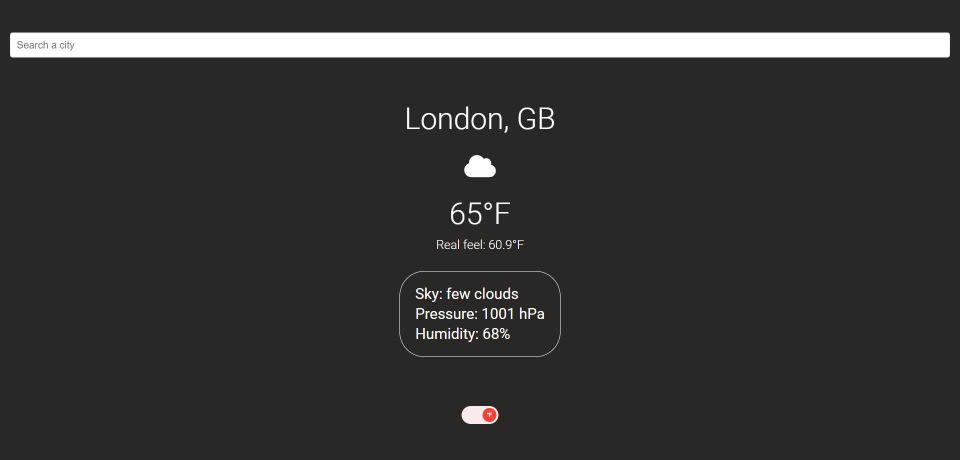 Search a city
London, GB
65°F
Real feel: 60.9°F
Sky: few clouds
Pressure: 1001 hPa
Humidity: 68%